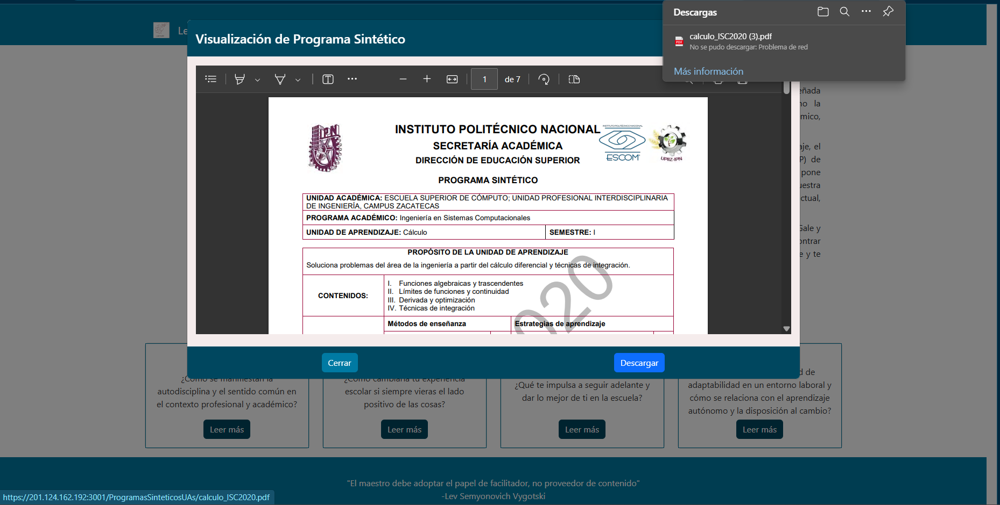 Le
Visualización de Programa Sintético
Descargas
calculo_ISC2020 (3).pdf
No se pudo descargar: Problema de red
Más información
1
de 7
INSTITUTO POLITÉCNICO NACIONAL
SECRETARÍA ACADÉMICA
DIRECCIÓN DE EDUCACIÓN SUPERIOR
PROGRAMA SINTÉTICO
IPN
INSTITUTO POLITÉCNICO NACIONAL
ESCOM
UPIIZ-IPN
UNIDAD ACADÉMICA: ESCUELA SUPERIOR DE CÓMPUTO; UNIDAD PROFESIONAL INTERDISCIPLINARIA
DE INGENIERÍA, CAMPUS ZACATECAS
PROGRAMA ACADÉMICO: Ingeniería en Sistemas Computacionales
UNIDAD DE APRENDIZAJE: Cálculo
SEMESTRE: I
PROPÓSITO DE LA UNIDAD DE APRENDIZAJE
Soluciona problemas del área de la ingeniería a partir del cálculo diferencial y técnicas de integración.
CONTENIDOS:
I. Funciones algebraicas y trascendentes
II. Límites de funciones y continuidad
III. Derivada y optimización
IV. Técnicas de integración
Métodos de enseñanza
Estrategias de aprendizaje
020
eñada
no la
mico,
aje, el
P) de
pone
uestra
ctual,
Gale y
ontrar
e y te
Cerrar
Descargar
¿Cómo se manifiestan la
autodisciplina y el sentido común en
el contexto profesional y académico?
Leer más
¿Cómo cambiaría tu experiencia
escolar si siempre vieras el lado
positivo de las cosas?
Leer más
¿Qué te impulsa a seguir adelante y
dar lo mejor de ti en la escuela?
Leer más
d de
adaptabilidad en un entorno laboral y
cómo se relaciona con el aprendizaje
autónomo y la disposición al cambio?
Leer más
"El maestro debe adoptar el papel de facilitador, no proveedor de contenido"
-Lev Semyonovich Vygotski
https://201.124.162.192:3001/ProgramasSinteticosUAs/calculo_ISC2020.pdf